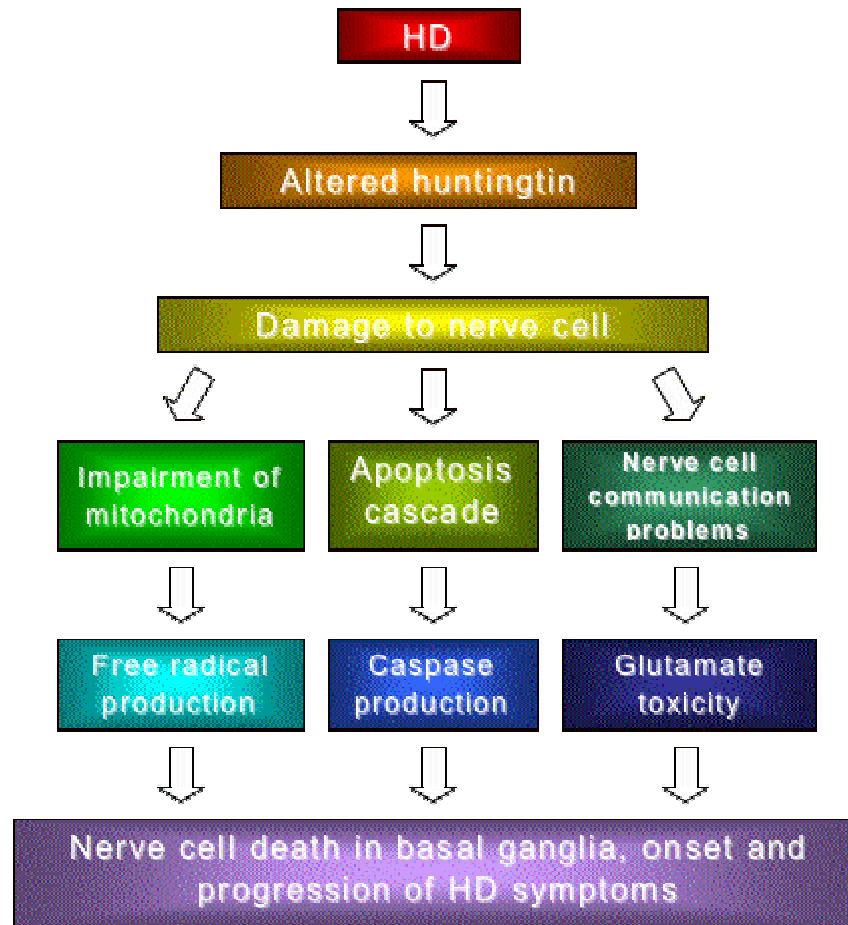 HD
Altered huntingtin
Damage to nerve cell
Impairment of
mitochondria
Apoptosis
cascade
Nerve cell
communication
problems
Free radical
production
Caspase
production
Glutamate
toxicity
Nerve cell death in basal ganglia, onset and
progression of HD symptoms